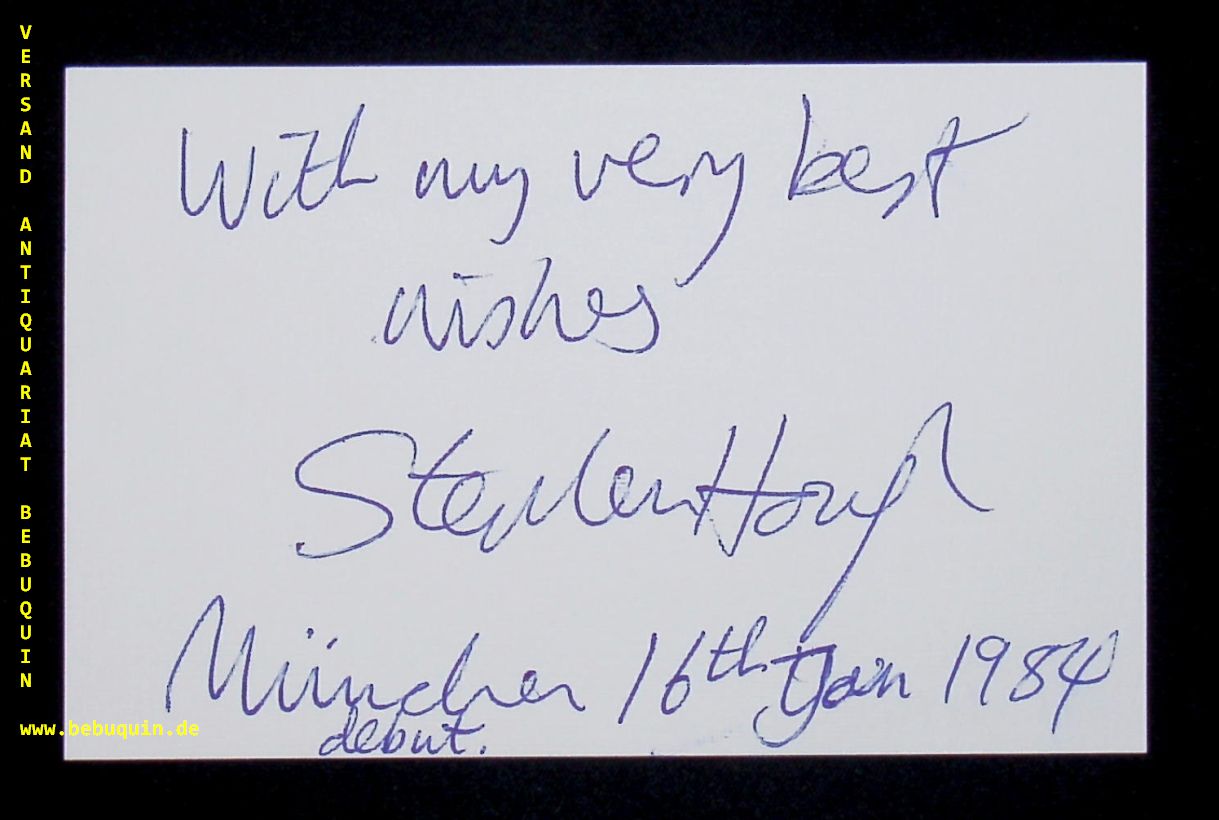 VERSAND ANTIQUARIAT BEBUQUIN
With my very best
wishes
Stephen Hough
München 16th Jan 1984
debut.
www.bebuquin.de